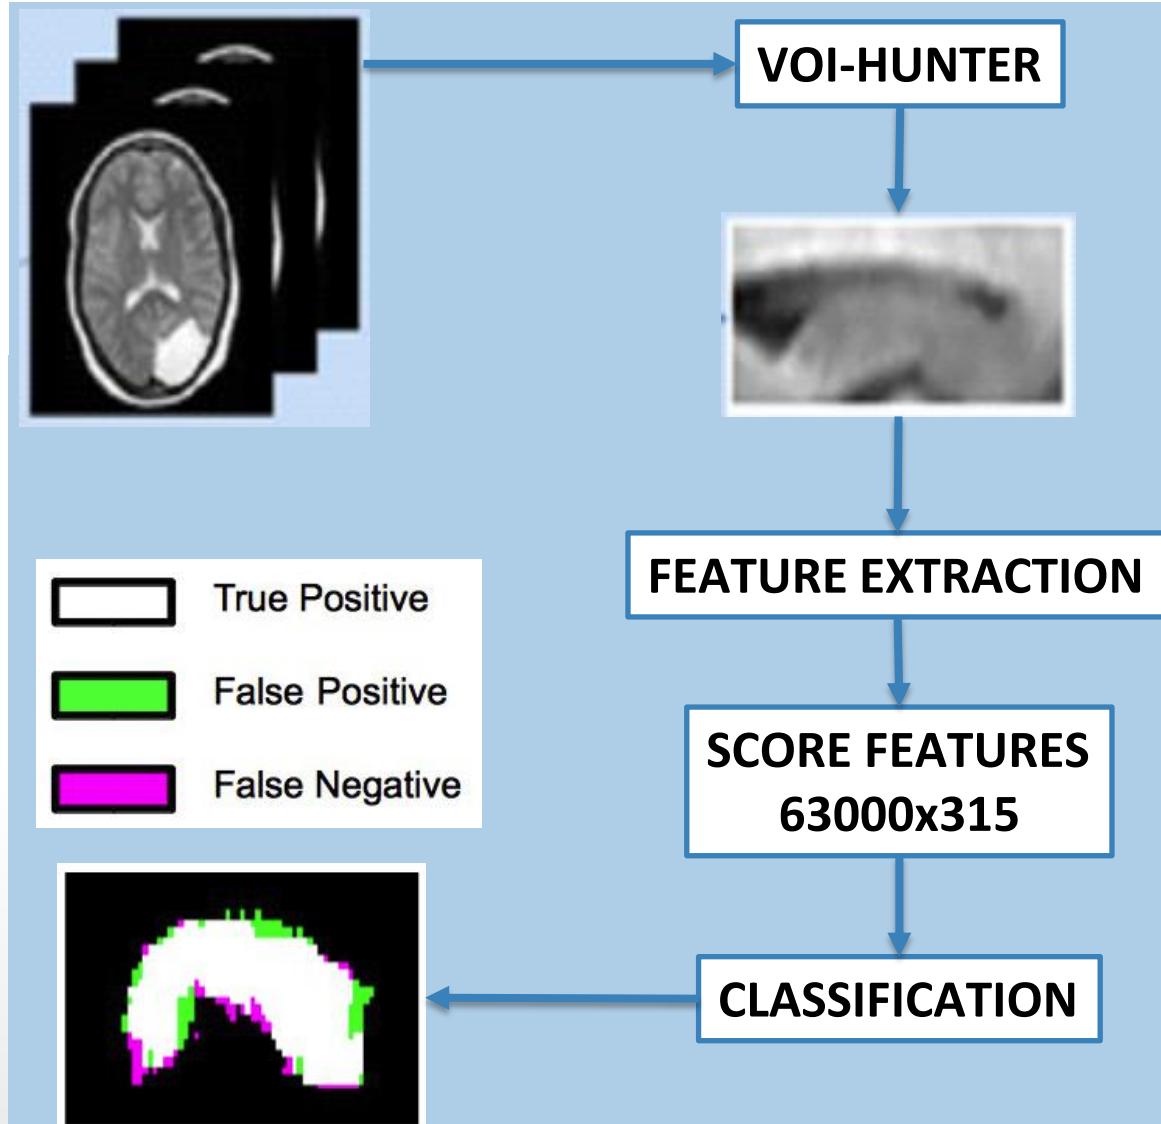 VOI-HUNTER
FEATURE EXTRACTION
True Positive
False Positive
False Negative
SCORE FEATURES
63000x315
CLASSIFICATION